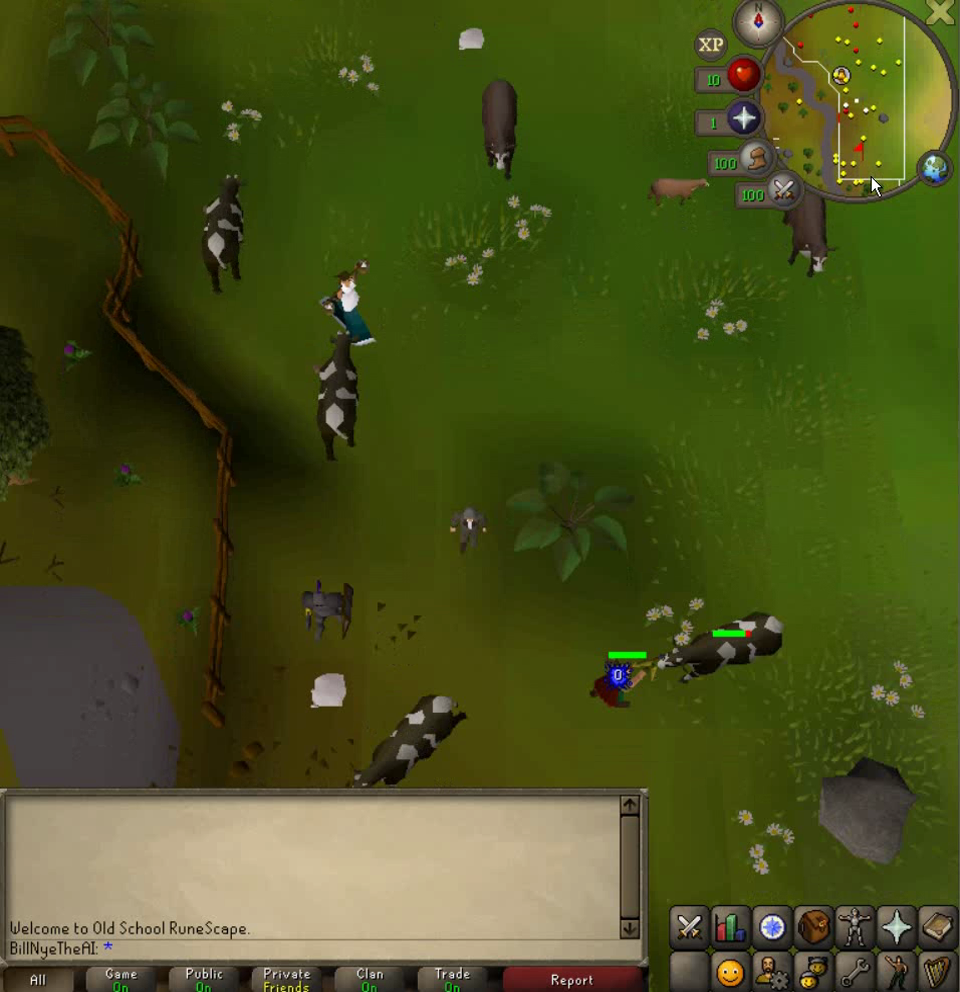 N
XP
10
1
100
100
0
Welcome to Old School RuneScape.
BillNyeTheAI: *
All
Game
On
Public
On
Private
Friends
Clan
On
Trade
On
Report